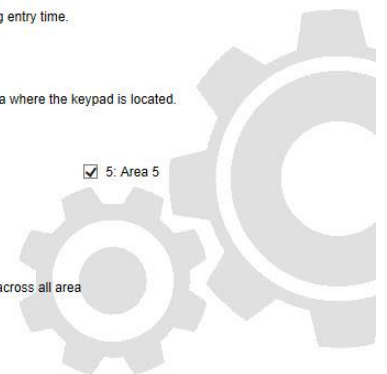 g entry time.
a where the keypad is located.
5: Area 5
across all area